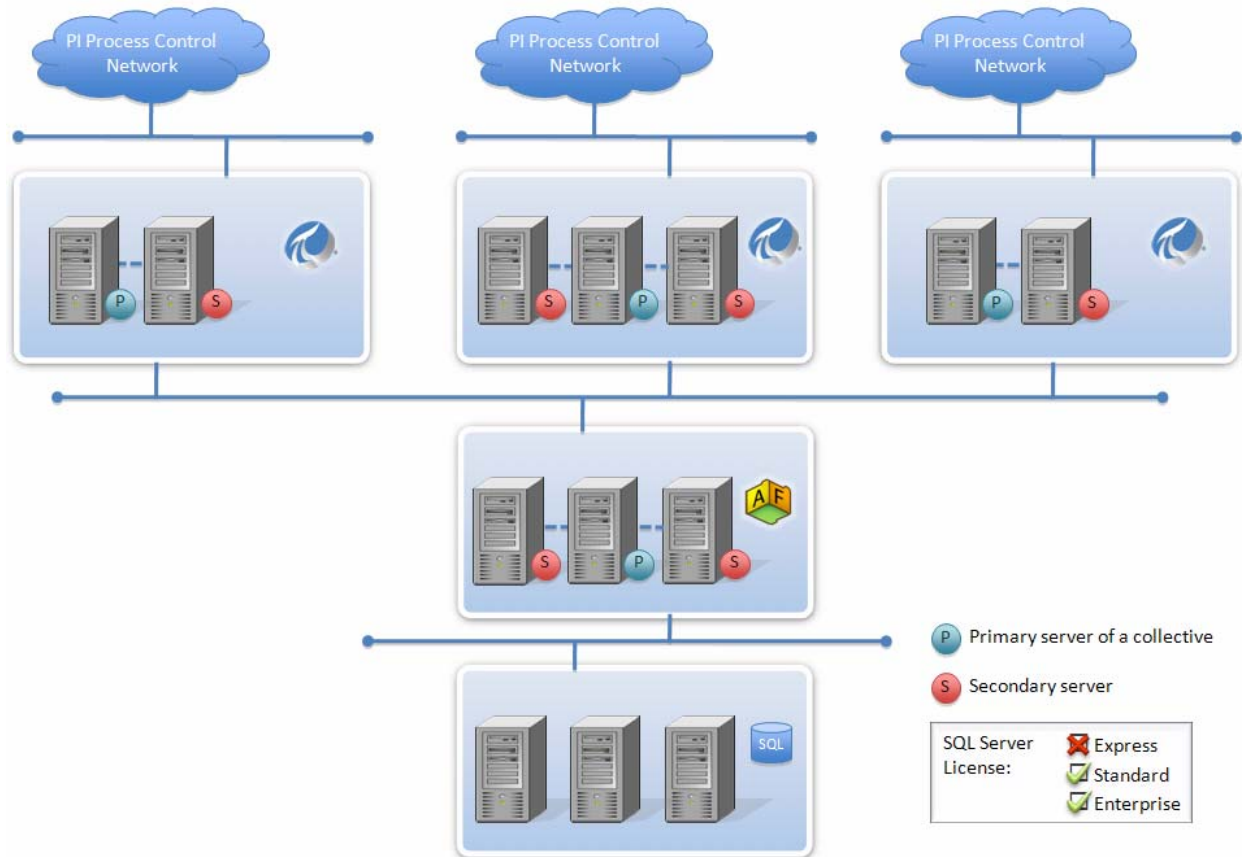 PI Process Control
Network
PI Process Control
Network
PI Process Control
Network
P
S
S
P
S
P
S
A F
S
P
S
P Primary server of a collective
S Secondary server
SQL
SQL Server
License:
Express
Standard
Enterprise